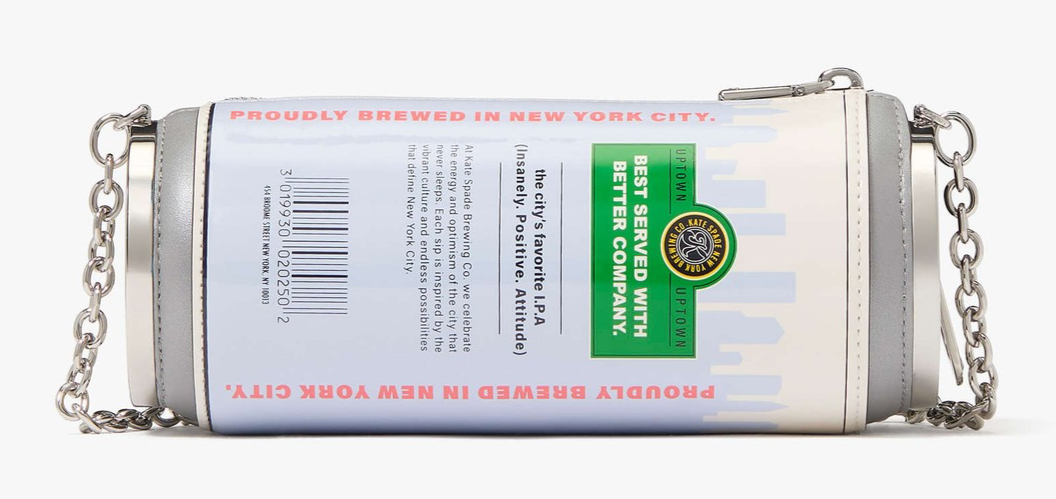 PROUDLY BREWED IN NEW YORK CITY.
UPTOWN
UPTOWN
KATE SPADE NEW YORK BREWING CO.
BEST SERVED WITH
BETTER COMPANY.
the city's favorite I.P.A
(Insanely. Positive. Attitude)
At Kate Spade Brewing Co. we celebrate
the energy and optimism of the city that
never sleeps. Each sip is inspired by the
vibrant culture and endless possibilities
that define New York City.
3 019930 020250 2
454 BROOME STREET NEW YORK, NY 10013
PROUDLY BREWED IN NEW YORK CITY.